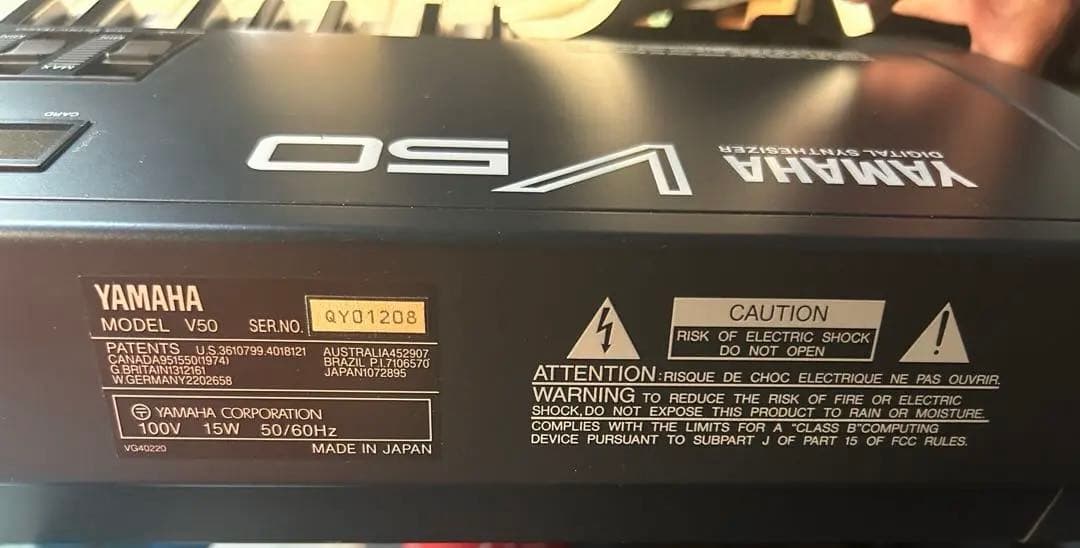 MAX
CARD
V50
YAMAHA
DIGITAL SYNTHESIZER
YAMAHA
MODEL V50 SER.NO. QY01208
PATENTS U.S.3610799.4018121
CANADA955550(1974)
G.BRITAIN1312161
W.GERMANY2202658
AUSTRALIA452907
BRAZIL P.I.7106570
JAPAN1072895
YAMAHA CORPORATION
100V 15W 50/60Hz
VG40220
MADE IN JAPAN
CAUTION
RISK OF ELECTRIC SHOCK
DO NOT OPEN
ATTENTION:RISQUE DE CHOC ELECTRIQUE NE PAS OUVRIR.
WARNING TO REDUCE THE RISK OF FIRE OR ELECTRIC
SHOCK,DO NOT EXPOSE THIS PRODUCT TO RAIN OR MOISTURE.
COMPLIES WITH THE LIMITS FOR A "CLASS B"COMPUTING
DEVICE PURSUANT TO SUBPART J OF PART 15 OF FCC RULES.